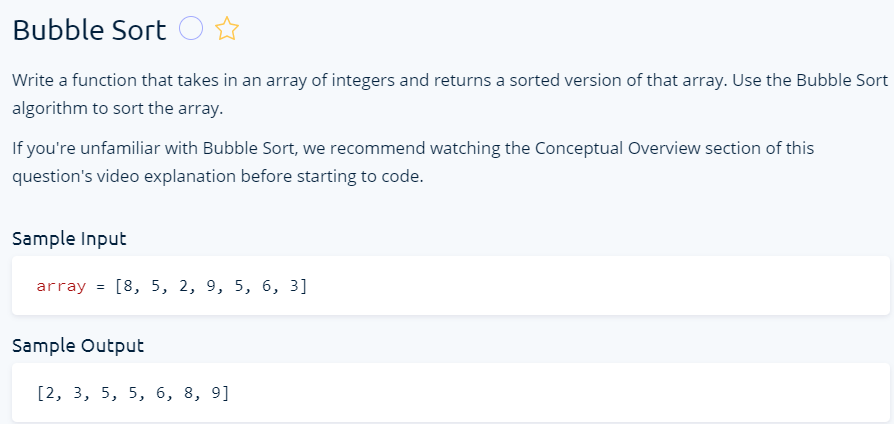 Bubble Sort
Write a function that takes in an array of integers and returns a sorted version of that array. Use the Bubble Sort
algorithm to sort the array.
If you're unfamiliar with Bubble Sort, we recommend watching the Conceptual Overview section of this
question's video explanation before starting to code.
Sample Input
array = [8, 5, 2, 9, 5, 6, 3]
Sample Output
[2, 3, 5, 5, 6, 8, 9]